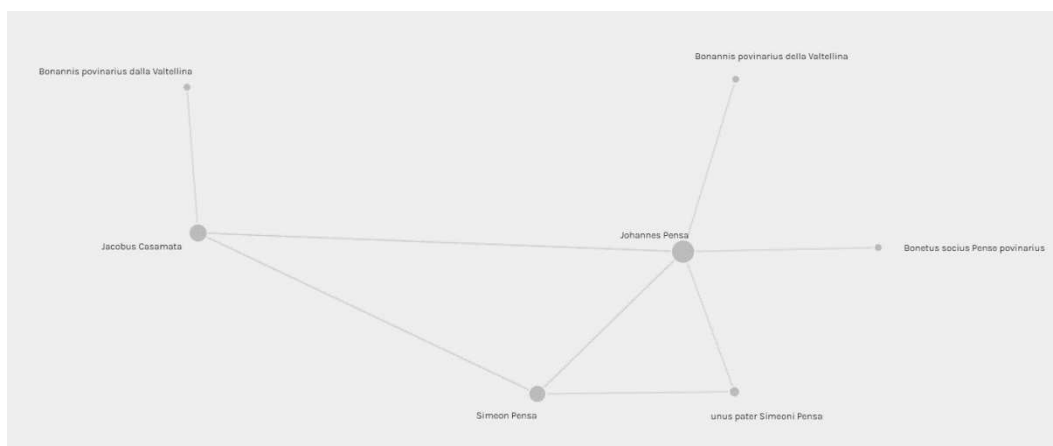 Bonannis povinarius della Valtellina
Bonannis povinarius dalla Valtellina
Johannes Pensa
Jacobus Casamata
Bonetus socius Pense povinarius
Simeon Pensa
unus pater Simeoni Pensa